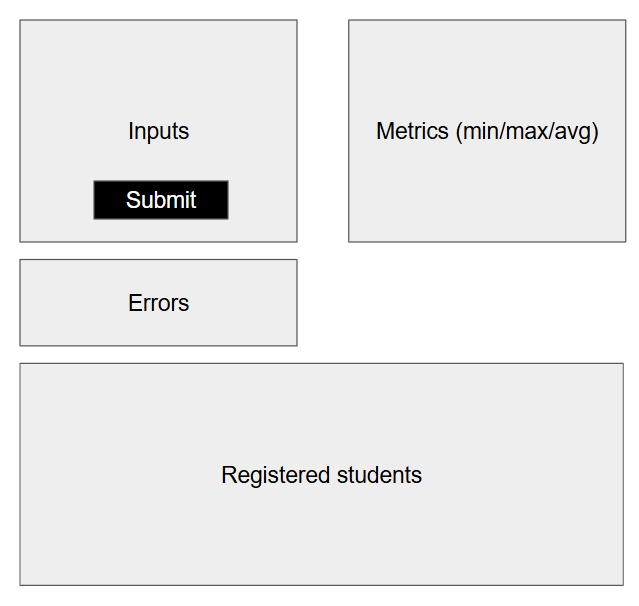 Inputs
Metrics (min/max/avg)
Submit
Errors
Registered students